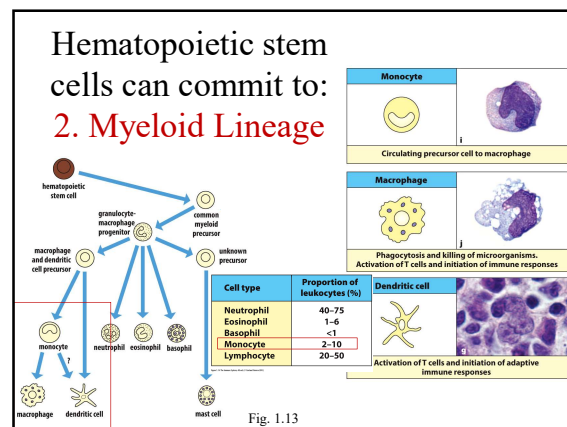 Hematopoietic stem
cells can commit to:
2. Myeloid Lineage
hematopoietic
stem cell
common
myeloid
precursor
granulocyte-
macrophage
progenitor
macrophage
and dendritic
cell precursor
unknown
precursor
monocyte
neutrophil
eosinophil
basophil
?
macrophage
dendritic cell
mast cell
Cell type
Proportion of
leukocytes (%)
Neutrophil
40–75
Eosinophil
1–6
Basophil
<1
Monocyte
2–10
Lymphocyte
20–50
Fig. 1.13
Monocyte
i
Circulating precursor cell to macrophage
Macrophage
j
Phagocytosis and killing of microorganisms.
Activation of T cells and initiation of immune responses
Dendritic cell
g
Activation of T cells and initiation of adaptive
immune responses